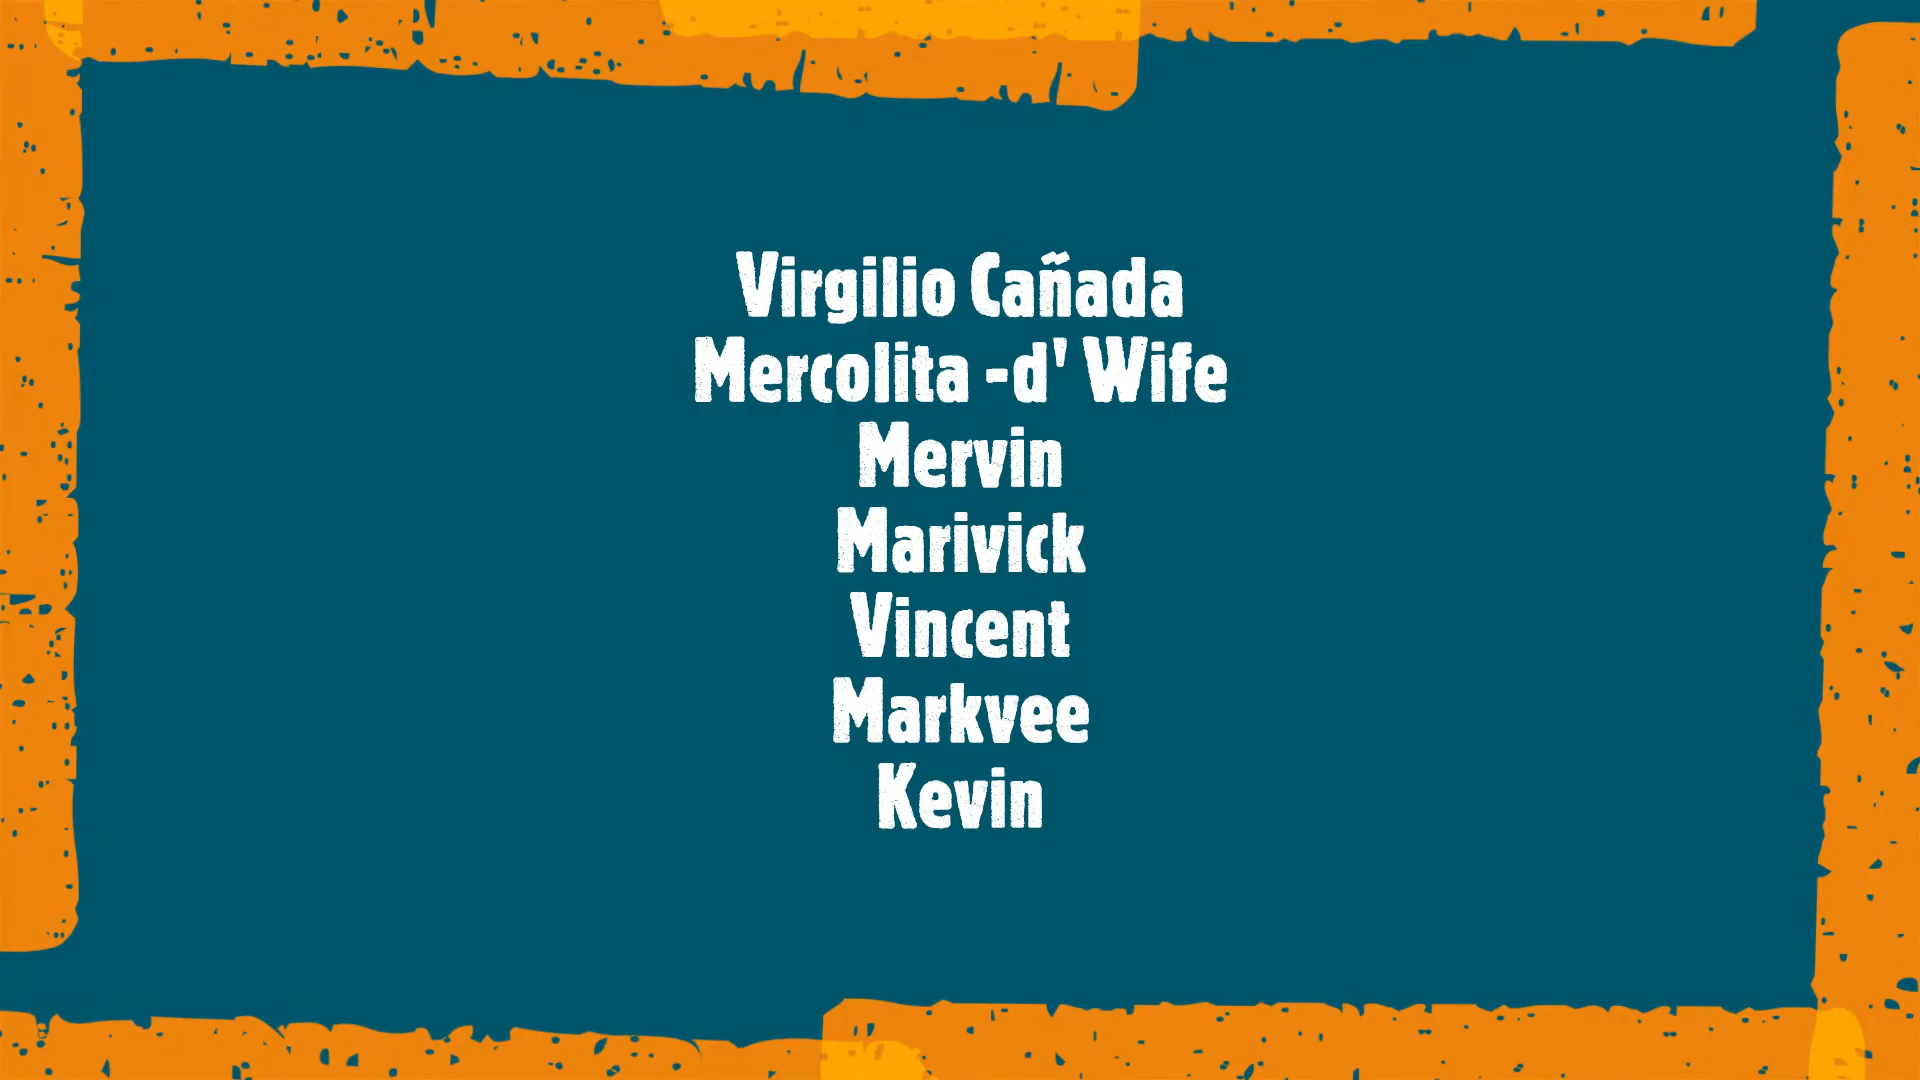 Virgilio Cañada
Mercolita -d' Wife
Mervin
Marivick
Vincent
Markvee
Kevin